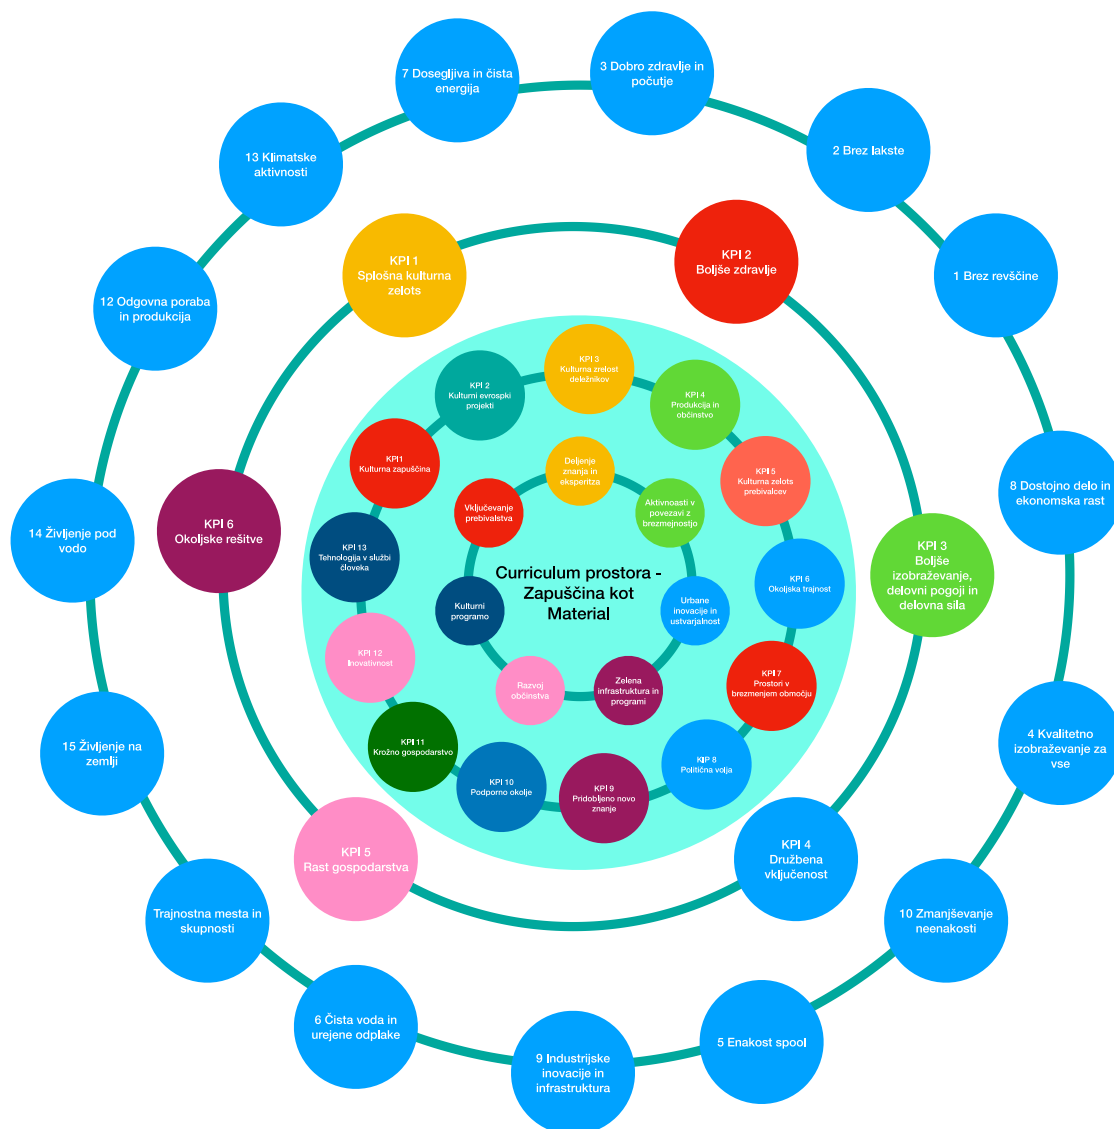 7 Dosegljiva in čista
energija
3 Dobro zdravlje in
počutje
13 Klimatske
aktivnosti
2 Brez lakste
1 Brez revščine
12 Odgovna poraba
in produkcija
8 Dostojno delo in
ekonomska rast
14 Življenje pod
vodo
4 Kvalitetno
izobraževanje za
vse
15 Življenje na
zemlji
10 Zmanjševanje
neenakosti
Trajnostna mesta in
skupnosti
6 Čista voda in
urejene odplake
5 Enakost spool
9 Industrijske
inovacije in
infrastruktura
KPI 1
Splošna kulturna
zelots
KPI 2
Boljše zdravlje
KPI 3
Boljše
izobraževanje,
delovni pogoji in
delovna sila
KPI 4
Družbena
vključenost
KPI 5
Rast gospodarstva
KPI 6
Okoljske rešitve
KPI1
Kulturna zapuščina
KPI 2
Kulturni evrospki
projekti
KPI 3
Kulturna zrelost
deležnikov
KPI 4
Produkcija in
občinstvo
KPI 5
Kulturna zelots
prebivalcev
KPI 6
Okoljska trajnost
KPI 7
Prostori v
brezmenjem območju
KIP 8
Politična volja
KPI 9
Pridobljeno novo
znanje
KPI 10
Podporno okolje
KPI 11
Krožno gospodarstvo
KPI 12
Inovativnost
KPI 13
Tehnologija v službi
človeka
Deljenje
znanja in
eksperitza
Aktivnoasti v
povezavi z
brezmejnostjo
Urbane
inovacije in
ustvarjalnost
Zelena
infrastruktura in
programi
Razvoj
občinstva
Kulturni
programo
Vključevanje
prebivalstva
Curriculum prostora -
Zapuščina kot
Material